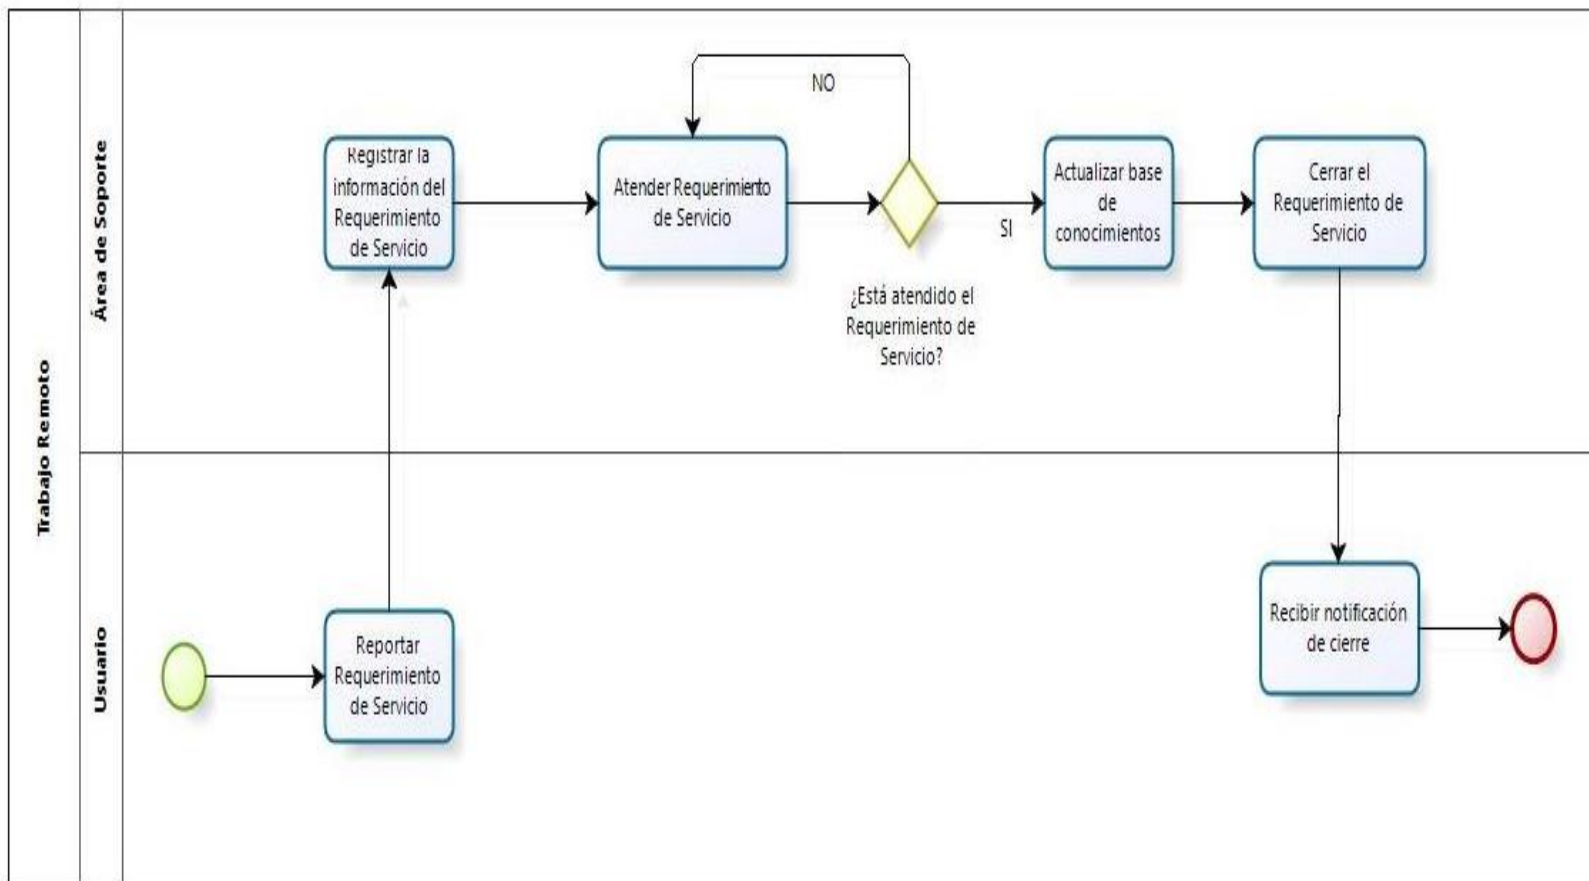 Trabajo Remoto
Área de Soporte
Registrar la
información del
Requerimiento
de Servicio
Atender Requerimiento
de Servicio
NO
¿Está atendido el
Requerimiento de
Servicio?
SI
Actualizar base
de
conocimientos
Cerrar el
Requerimiento de
Servicio
Usuario
Reportar
Requerimiento
de Servicio
Recibir notificación
de cierre